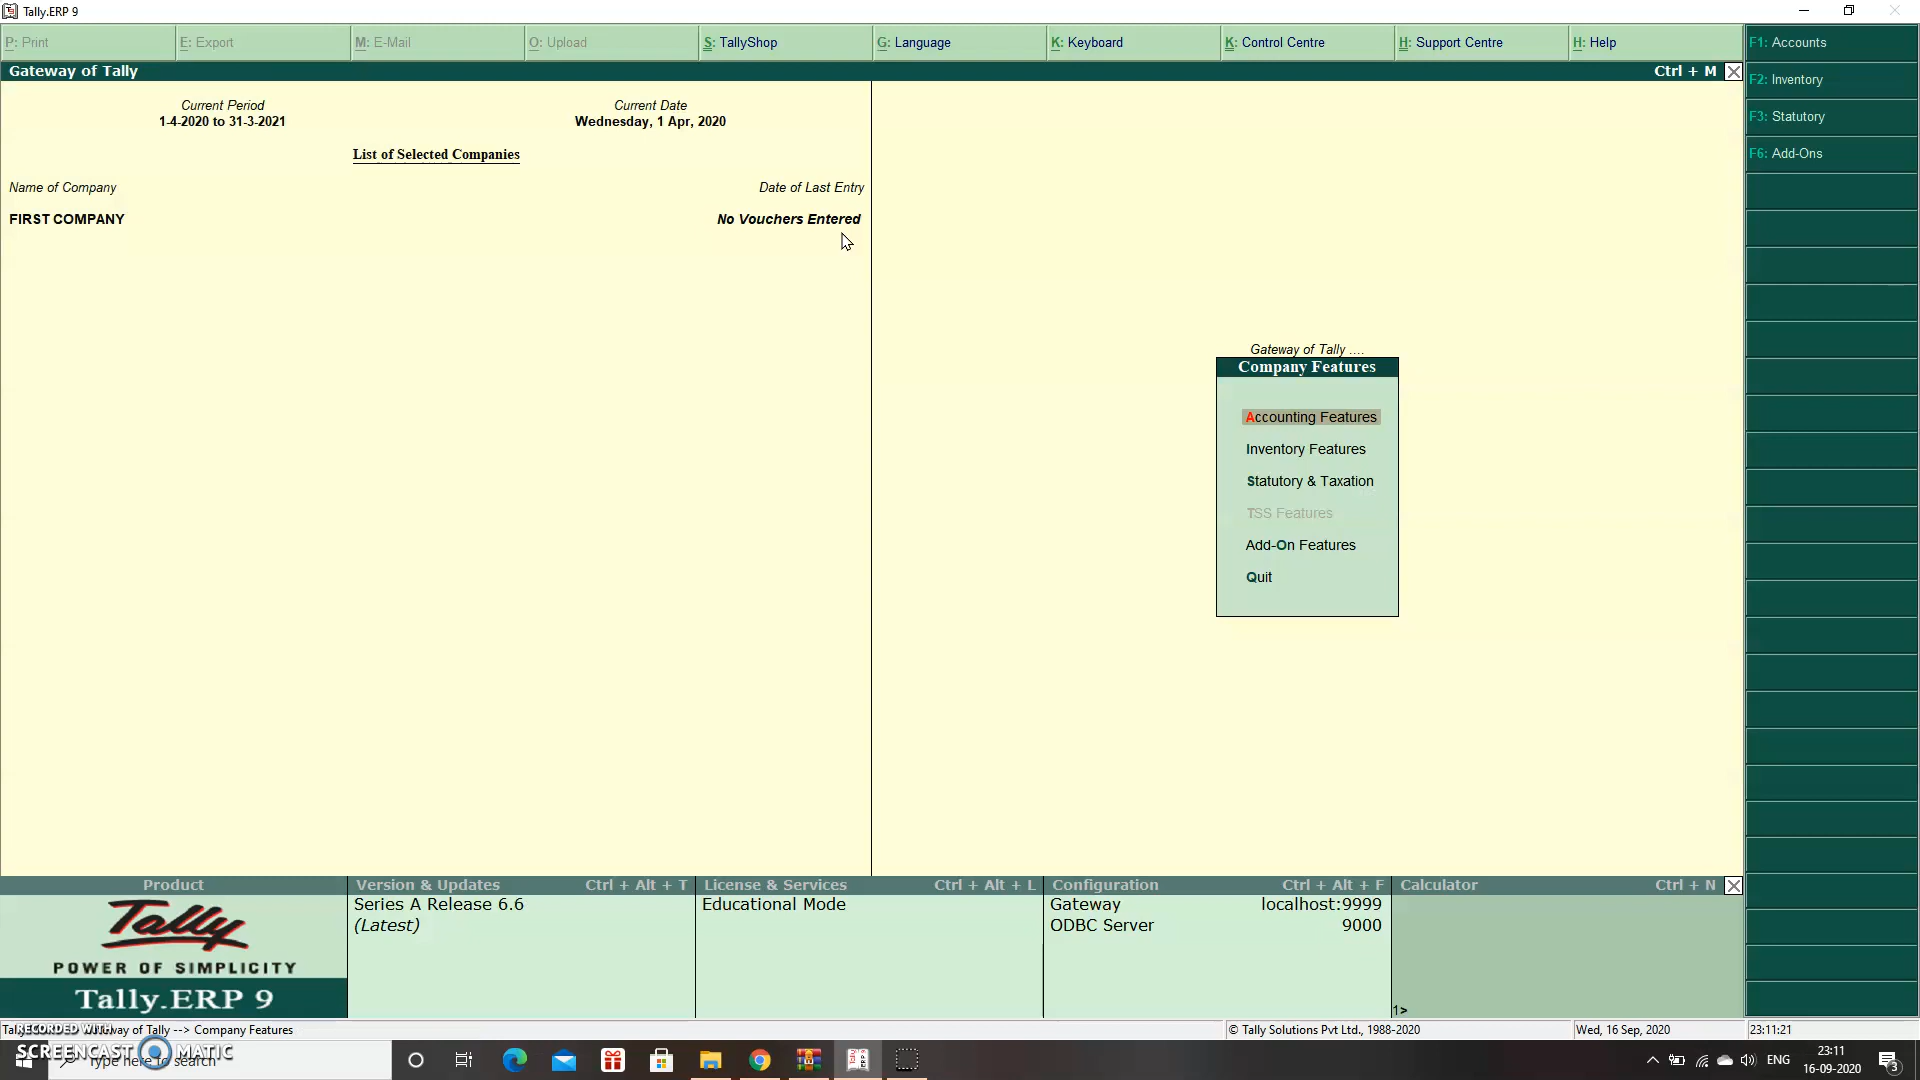 Tally.ERP 9
P: Print
E: Export
M: E-Mail
O: Upload
S: TallyShop
G: Language
K: Keyboard
K: Control Centre
H: Support Centre
H: Help
Gateway of Tally
Ctrl + M
Current Period
1-4-2020 to 31-3-2021
Current Date
Wednesday, 1 Apr, 2020
List of Selected Companies
Name of Company
Date of Last Entry
FIRST COMPANY
No Vouchers Entered
Gateway of Tally ....
Company Features
Accounting Features
Inventory Features
Statutory & Taxation
TSS Features
Add-On Features
Quit
F1: Accounts
F2: Inventory
F3: Statutory
F6: Add-Ons
Product
Tally
POWER OF SIMPLICITY
Tally.ERP 9
Version & Updates
Ctrl + Alt + T
Series A Release 6.6
(Latest)
License & Services
Ctrl + Alt + L
Educational Mode
Configuration
Ctrl + Alt + F
Gateway localhost:9999
ODBC Server 9000
Calculator
Ctrl + N
1>
of Tally --> Company Features
© Tally Solutions Pvt Ltd., 1988-2020
Wed, 16 Sep, 2020
23:11:21
RECORDED WITH
SCREENCAST MATIC
Type here to search
ENG
23:11
16-09-2020
3